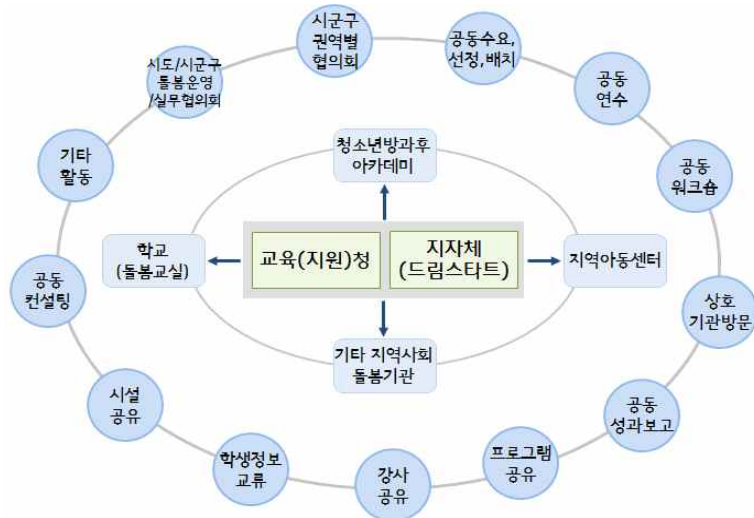 시군구
권역별
협의회
공동수요,
선정, 배치
시도/시군구
돌봄운영
/실무협의회
공동
연수
청소년방과후
아카데미
기타
활동
공동
워크숍
학교
(돌봄교실)
교육(지원)청
지자체
(드림스타트)
지역아동센터
공동
컨설팅
상호
기관방문
기타 지역사회
돌봄기관
시설
공유
공동
성과보고
학생정보
교류
강사
공유
프로그램
공유